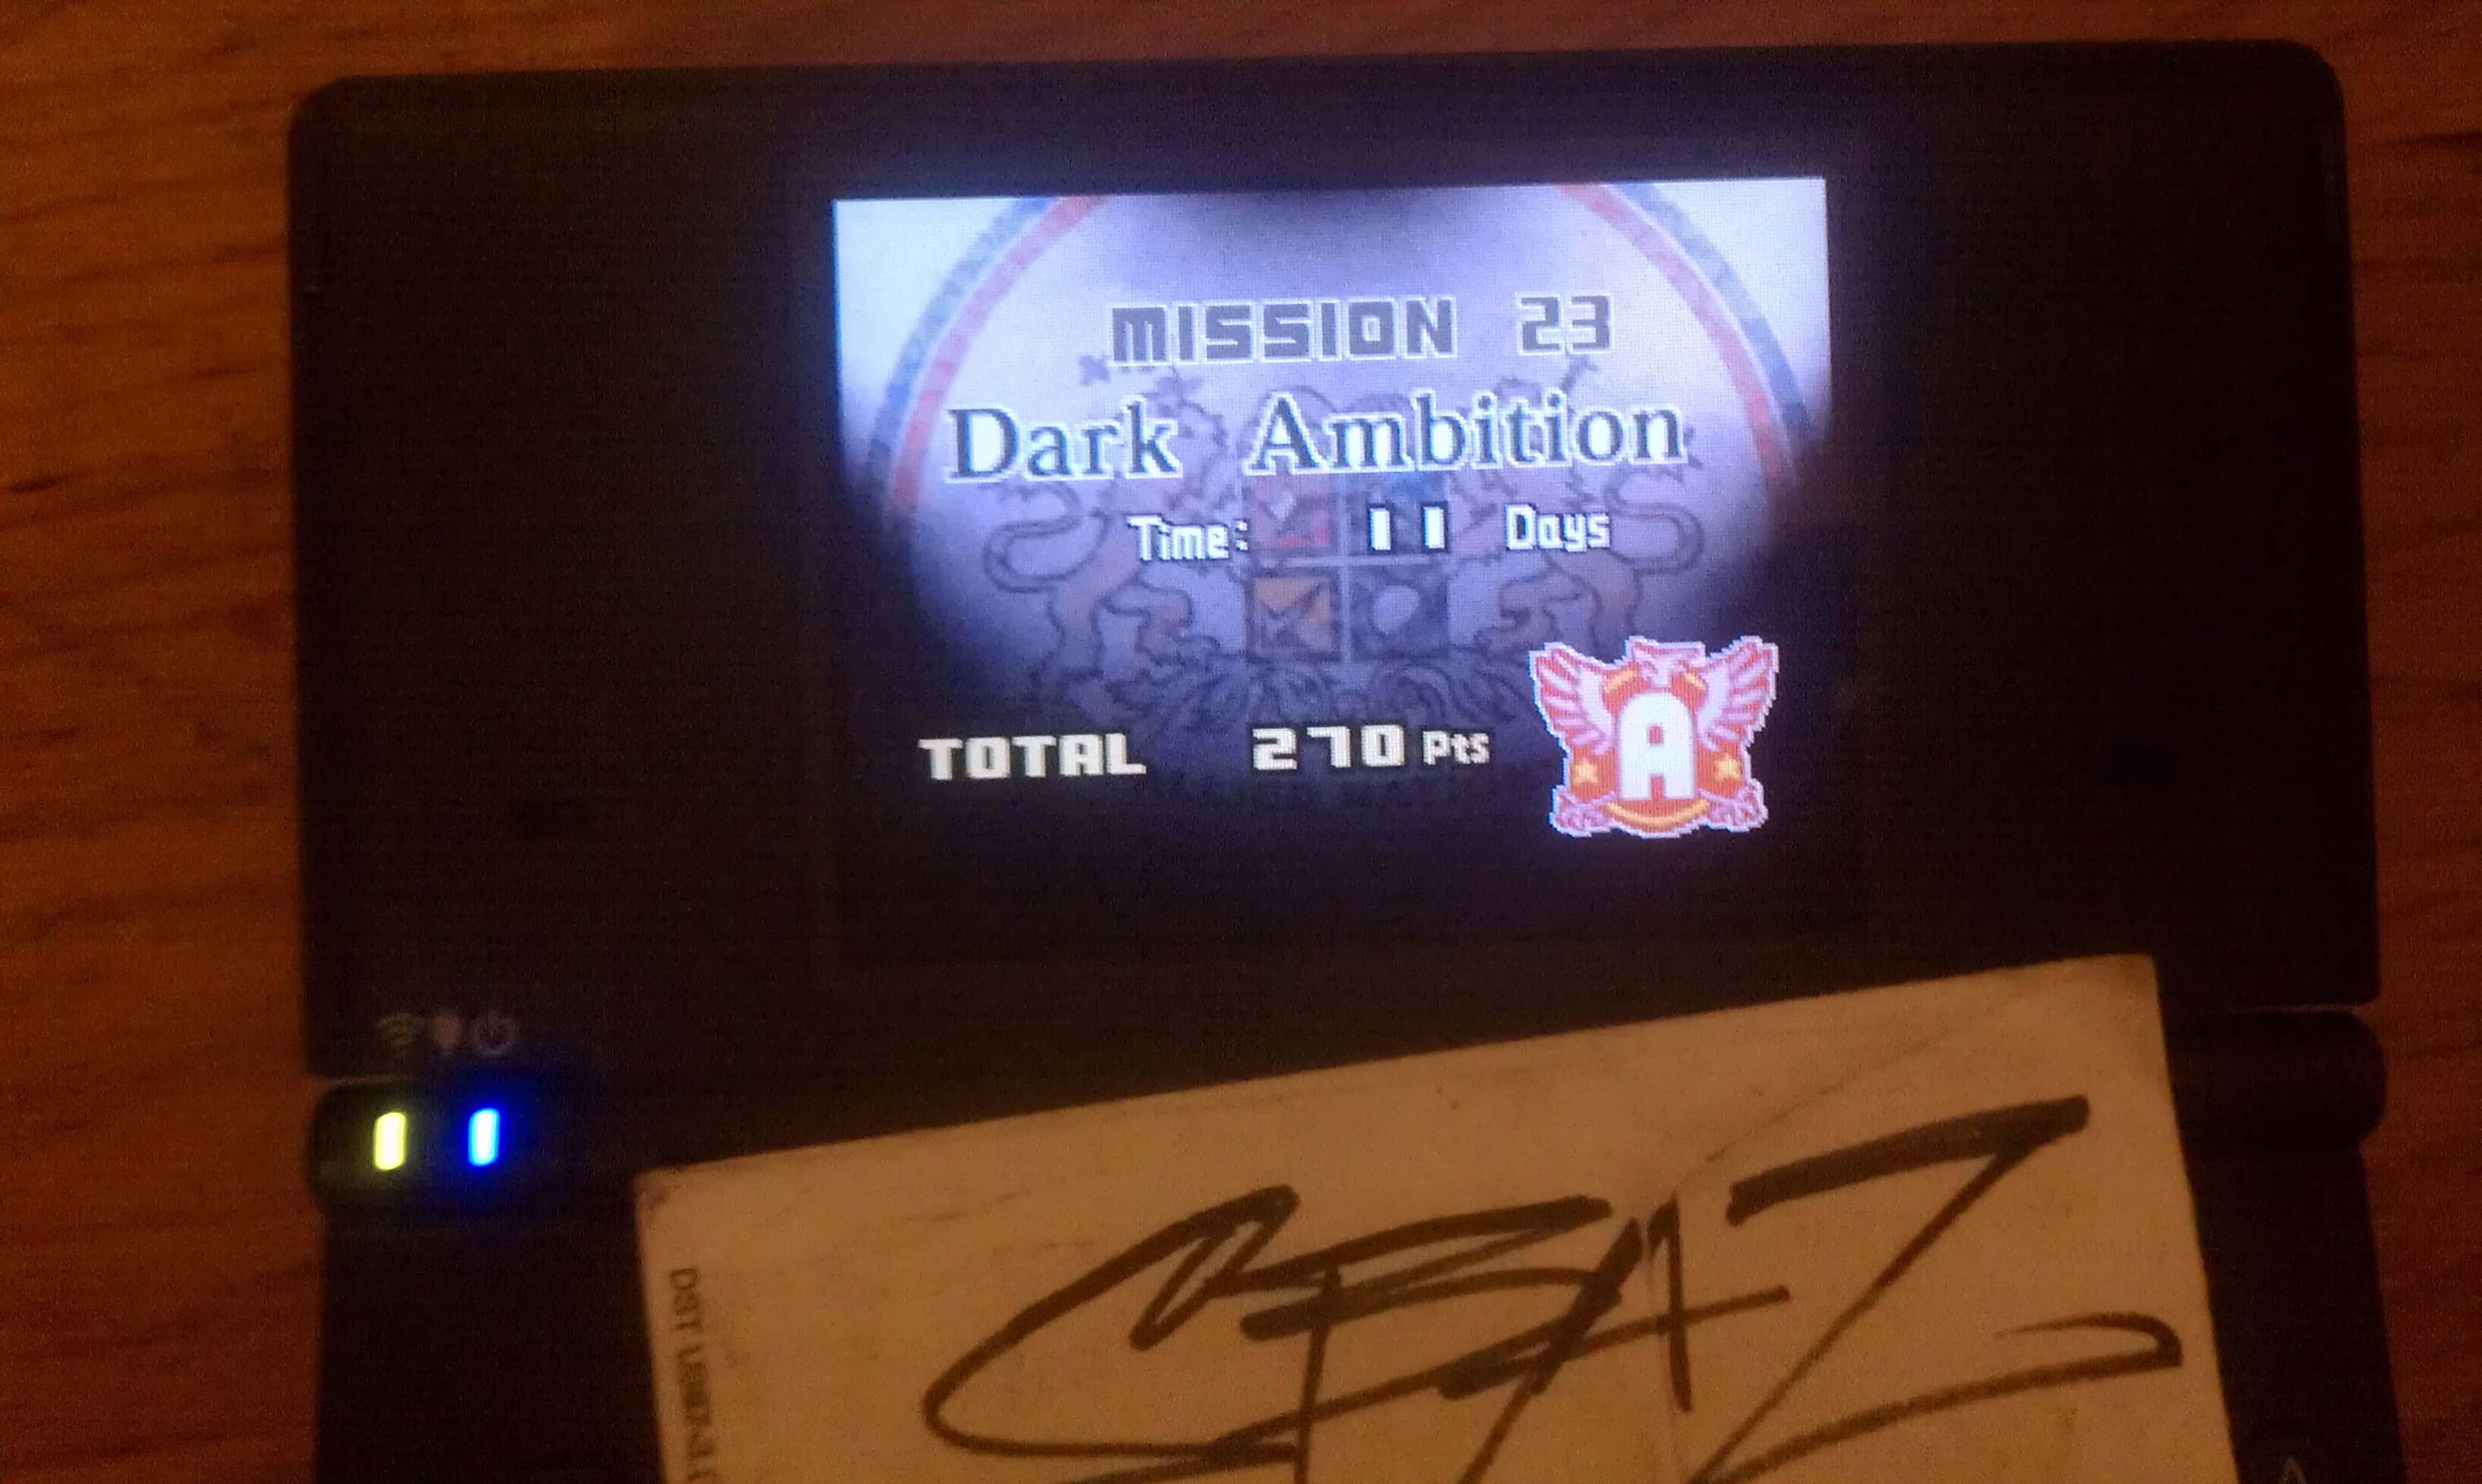 MISSION 23
Dark Ambition
Time: 11 Days
TOTAL 270 Pts
A